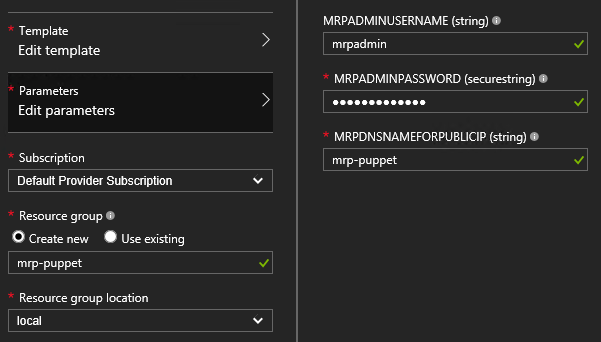 * Template
Edit template
* Parameters
Edit parameters
* Subscription
Default Provider Subscription
* Resource group
Create new
Use existing
mrp-puppet
* Resource group location
local
MRPADMINUSERNAME (string)
mrpadmin
* MRPADMINPASSWORD (securestring)
•••••••••••••
* MRPDNSNAMEFORPUBLICIP (string)
mrp-puppet